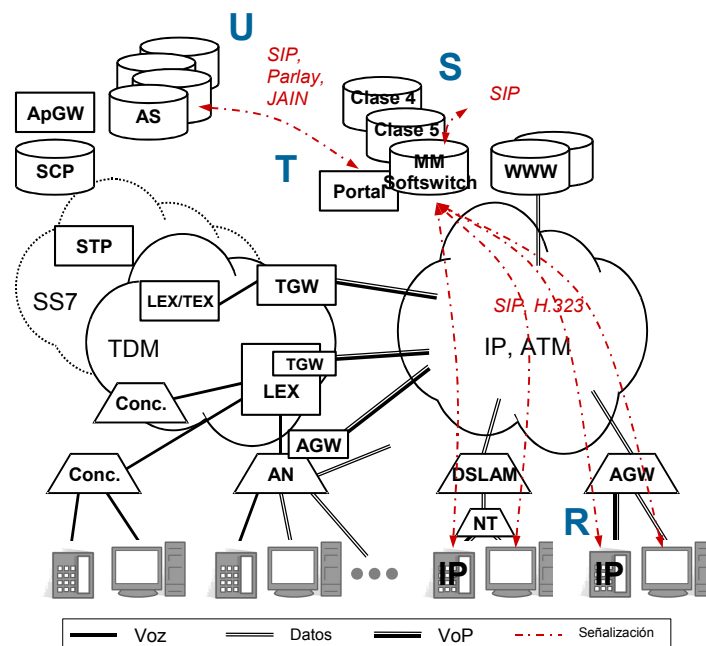 U
SIP,
Parlay,
JAIN
S
SIP
Clase 4
Clase 5
ApGW
AS
MM
Softswitch
WWW
SCP
T
Portal
STP
SS7
LEX/TEX
TGW
SIP, H.323
TDM
IP, ATM
TGW
LEX
Conc.
AGW
Conc.
AN
DSLAM
AGW
NT
R
IP
IP
Voz
Datos
VoP
Señalización